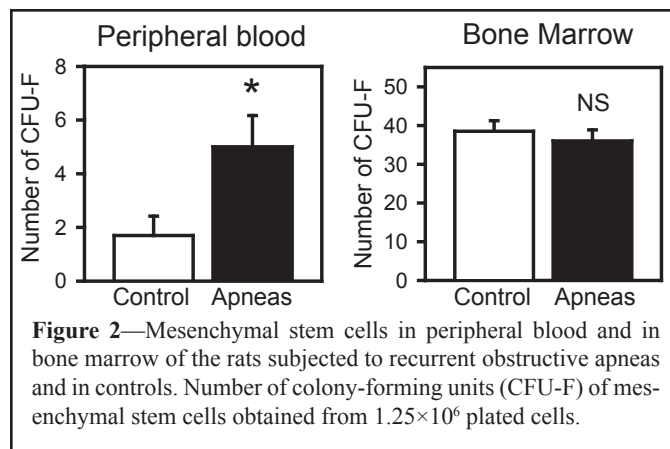 Peripheral blood
Bone Marrow
Number of CFU-F
8
6
4
2
0
*
Control Apneas
Number of CFU-F
50
40
30
20
10
0
NS
Control Apneas
Figure 2—Mesenchymal stem cells in peripheral blood and in
bone marrow of the rats subjected to recurrent obstructive apneas
and in controls. Number of colony-forming units (CFU-F) of mes-
enchymal stem cells obtained from 1.25×10⁶ plated cells.